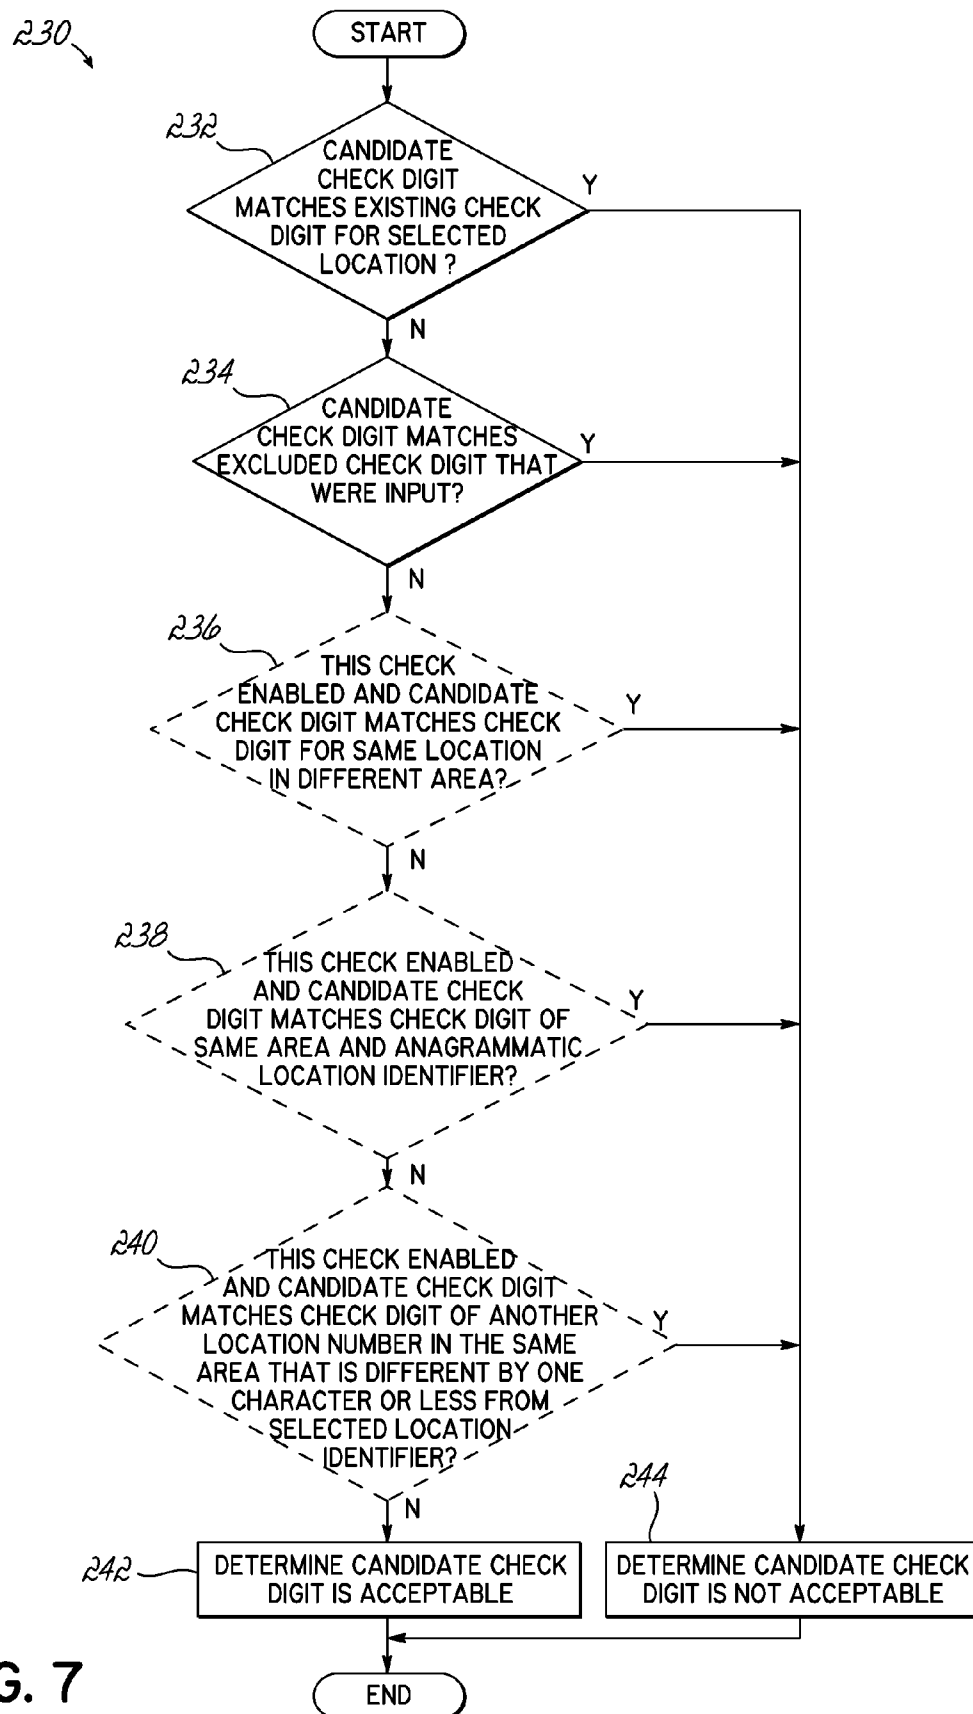 230
START
232
CANDIDATE
CHECK DIGIT
MATCHES EXISTING CHECK
DIGIT FOR SELECTED
LOCATION ?
Y
N
234
CANDIDATE
CHECK DIGIT MATCHES
EXCLUDED CHECK DIGIT THAT
WERE INPUT?
Y
N
236
THIS CHECK
ENABLED AND CANDIDATE
CHECK DIGIT MATCHES CHECK
DIGIT FOR SAME LOCATION
IN DIFFERENT AREA?
Y
N
238
THIS CHECK ENABLED
AND CANDIDATE CHECK
DIGIT MATCHES CHECK DIGIT OF
SAME AREA AND ANAGRAMMATIC
LOCATION IDENTIFIER?
Y
N
240
THIS CHECK ENABLED
AND CANDIDATE CHECK DIGIT
MATCHES CHECK DIGIT OF ANOTHER
LOCATION NUMBER IN THE SAME
AREA THAT IS DIFFERENT BY ONE
CHARACTER OR LESS FROM
SELECTED LOCATION
IDENTIFIER?
Y
N
242
DETERMINE CANDIDATE CHECK
DIGIT IS ACCEPTABLE
244
DETERMINE CANDIDATE CHECK
DIGIT IS NOT ACCEPTABLE
END
G. 7